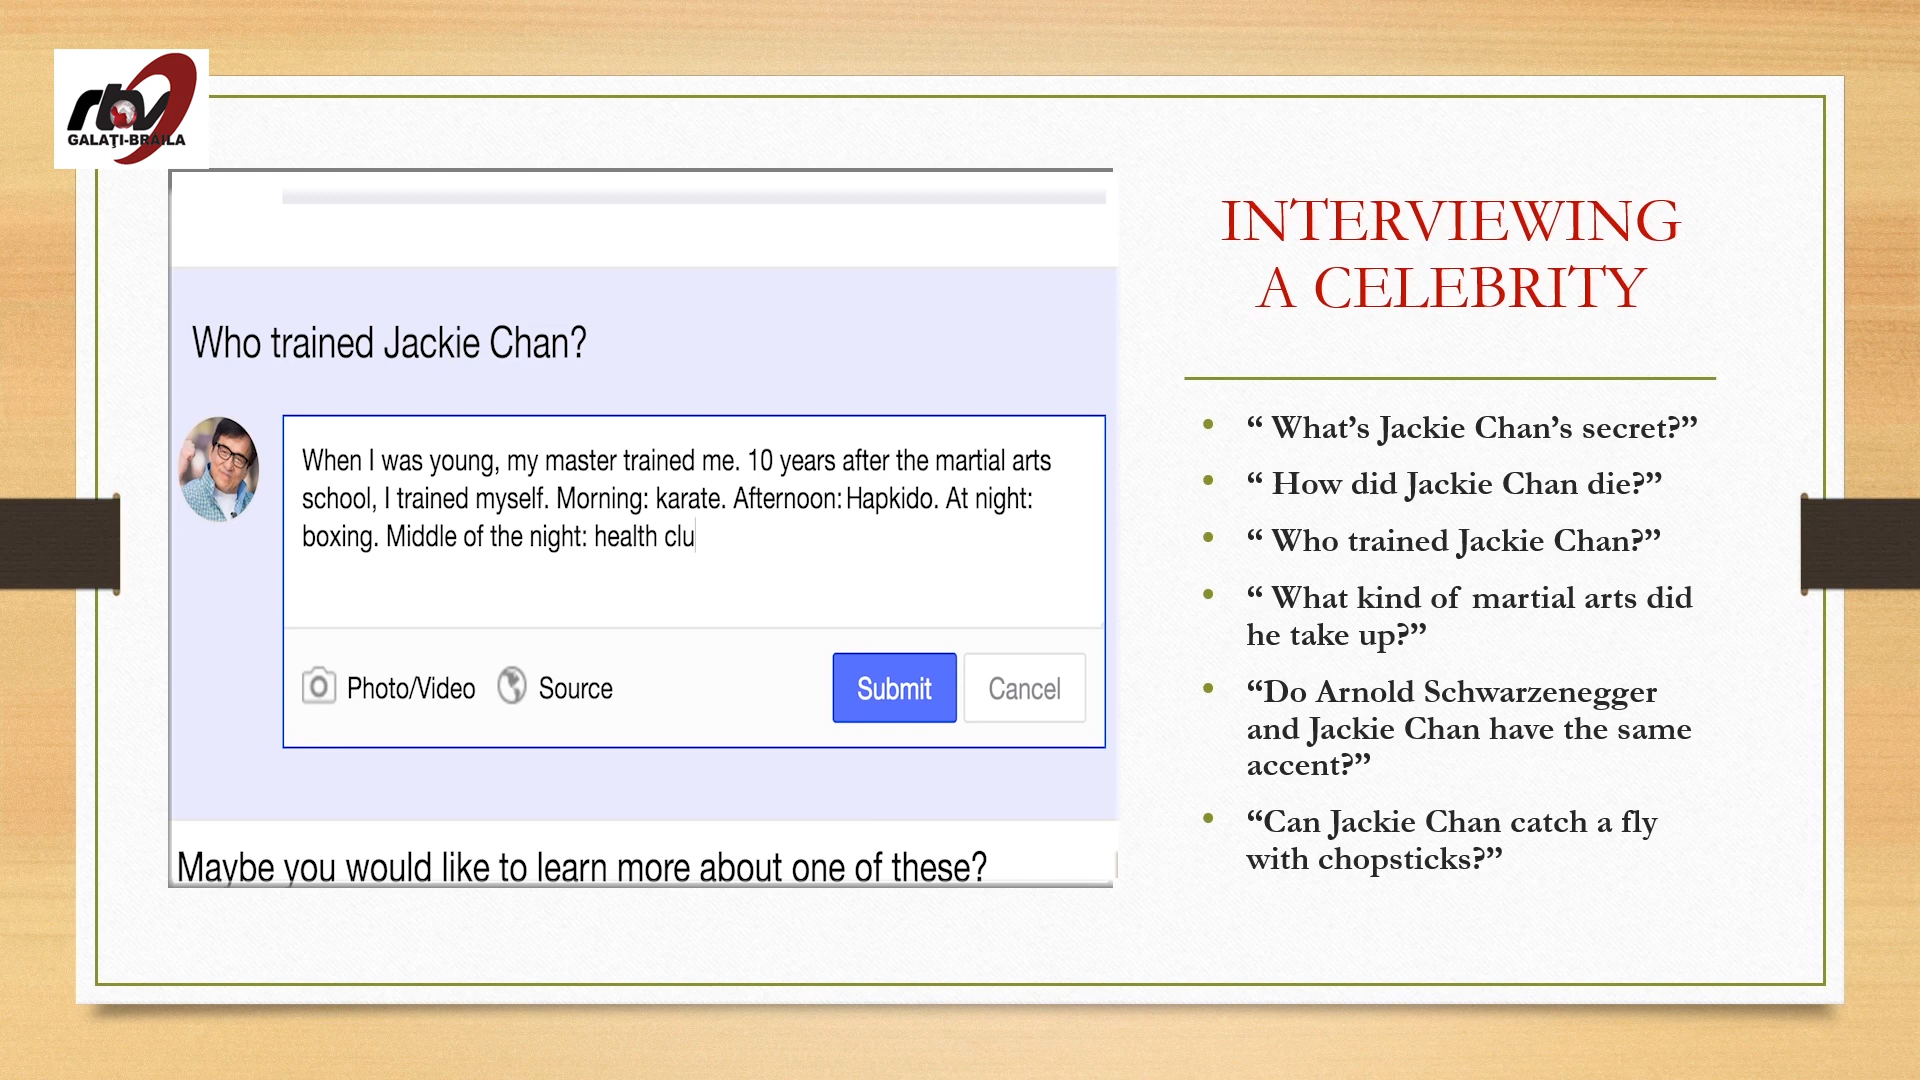 rtv
GALAŢI-BRAILA
Who trained Jackie Chan?
When I was young, my master trained me. 10 years after the martial arts
school, I trained myself. Morning: karate. Afternoon: Hapkido. At night:
boxing. Middle of the night: health clu
Photo/Video
Source
Submit
Cancel
Maybe you would like to learn more about one of these?
INTERVIEWING
A CELEBRITY
• “ What’s Jackie Chan’s secret?”
• “ How did Jackie Chan die?”
• “ Who trained Jackie Chan?”
• “ What kind of martial arts did
he take up?”
• “Do Arnold Schwarzenegger
and Jackie Chan have the same
accent?”
• “Can Jackie Chan catch a fly
with chopsticks?”